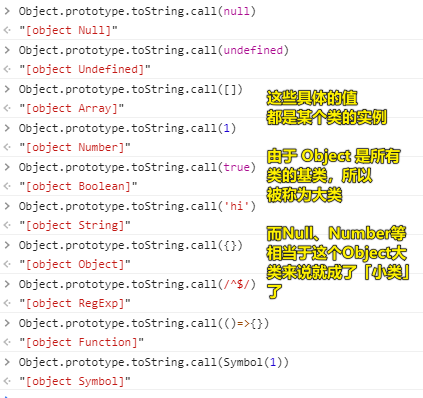 > Object.prototype.toString.call(null)
< "[object Null]"
> Object.prototype.toString.call(undefined)
< "[object Undefined]"
> Object.prototype.toString.call([])
< "[object Array]"
> Object.prototype.toString.call(1)
< "[object Number]"
> Object.prototype.toString.call(true)
< "[object Boolean]"
> Object.prototype.toString.call('hi')
< "[object String]"
> Object.prototype.toString.call({})
< "[object Object]"
> Object.prototype.toString.call(/^$/)
< "[object RegExp]"
> Object.prototype.toString.call(()=>{})
< "[object Function]"
> Object.prototype.toString.call(Symbol(1))
< "[object Symbol]"
这些具体的值
都是某个类的实例
由于 Object 是所有
类的基类，所以
被称为大类
而Null、Number等
相当于这个Object大
类来说就成了「小类」
了